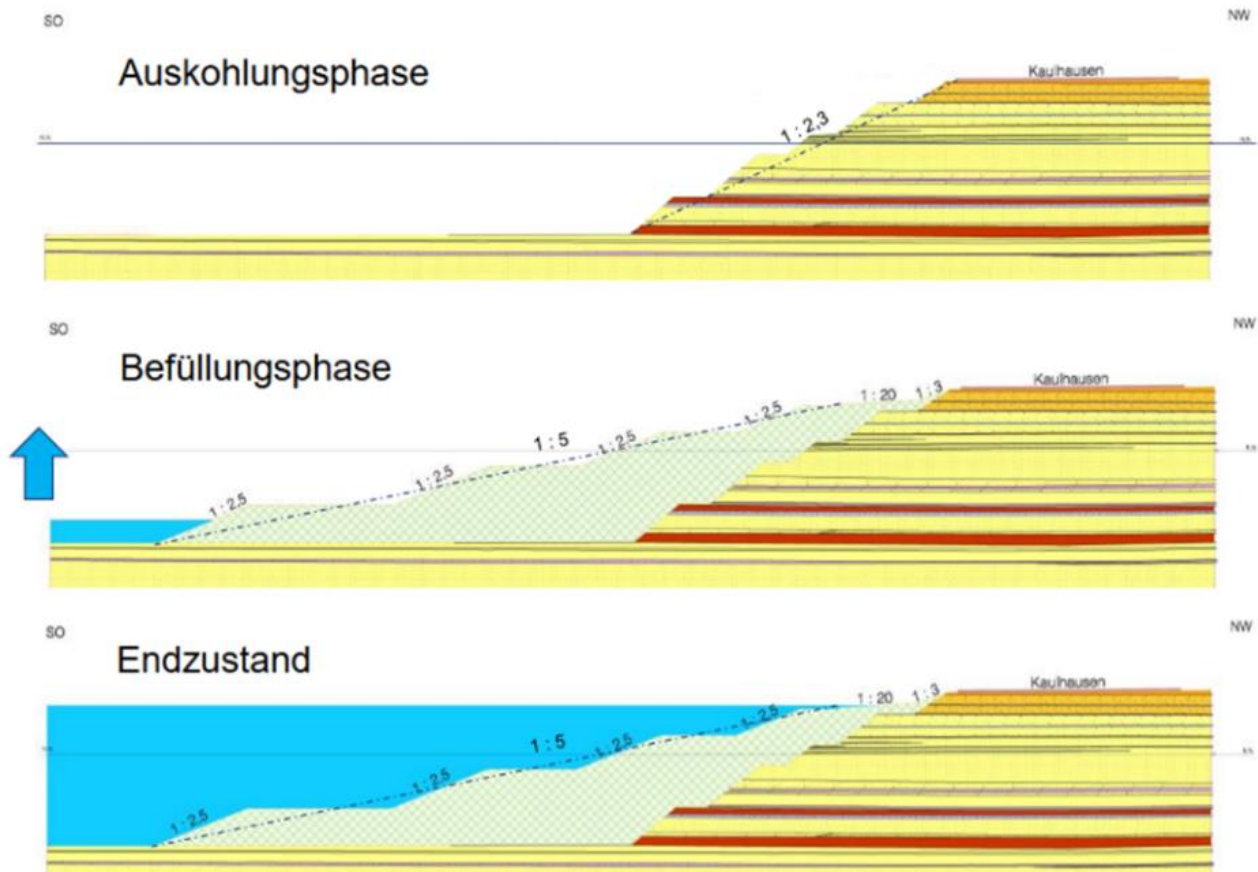 SO NW
Auskohlungsphase
Kaulhausen
1 : 2,3
SO NW
Befüllungsphase
Kaulhausen
1 : 20 1 : 3
1 : 2,5
1 : 5 1 : 2,5
1 : 2,5
1 : 2,5
SO NW
Endzustand
Kaulhausen
1 : 20 1 : 3
1 : 2,5
1 : 5 1 : 2,5
1 : 2,5
1 : 2,5